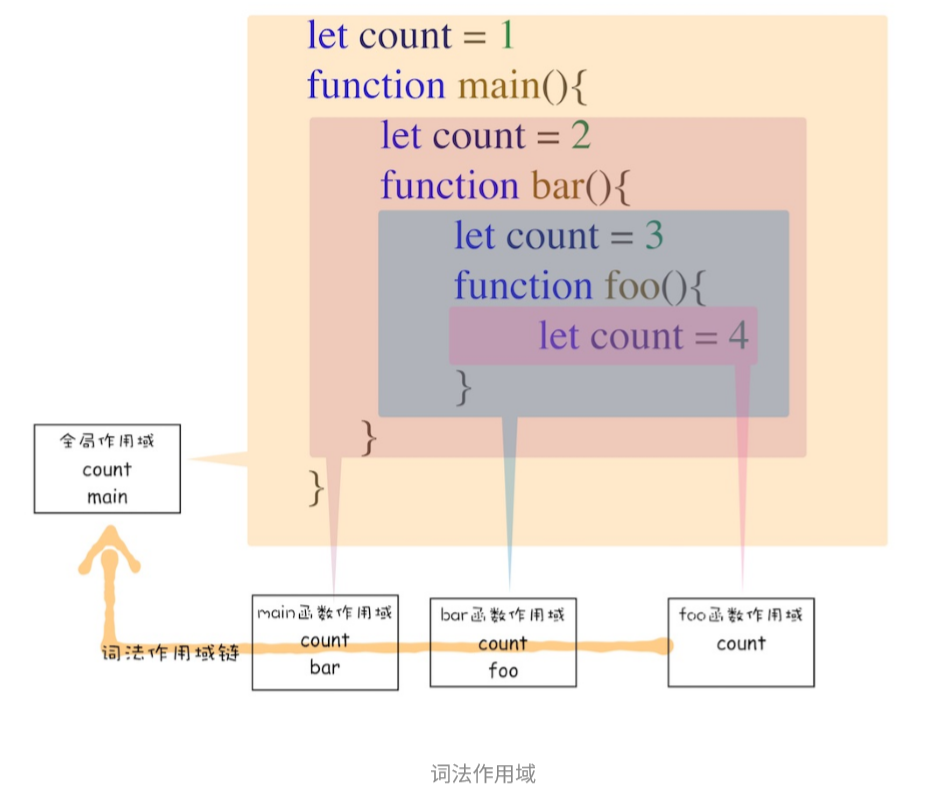 let count = 1
function main(){
let count = 2
function bar(){
let count = 3
function foo(){
let count = 4
}
}
}
全局作用域
count
main
词法作用域链
main函数作用域
count
bar
bar函数作用域
count
foo
foo函数作用域
count
词法作用域